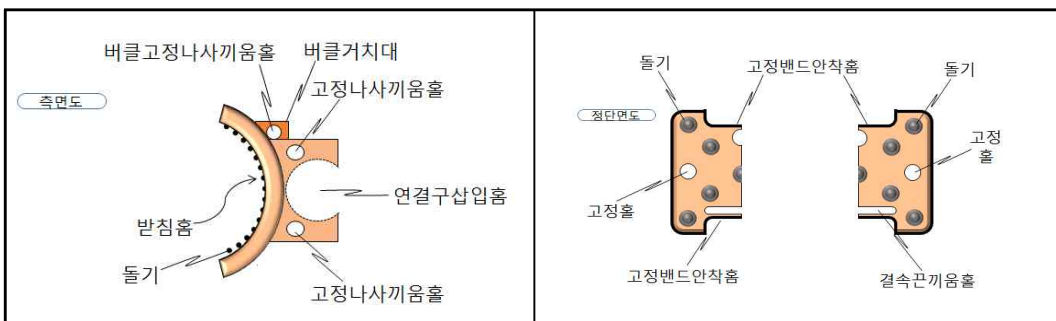 버클고정나사끼움홀
버클거치대
고정나사끼움홀
측면도
연결구삽입홈
받침홈
돌기
고정나사끼움홀
돌기
고정밴드안착홈
돌기
정단면도
고정
홀
고정홀
고정밴드안착홈
결속끈끼움홀